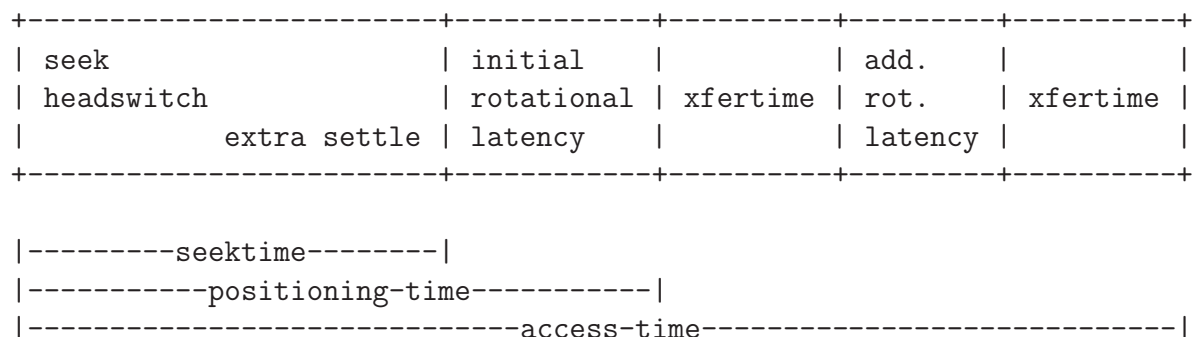 +-------------------------+------------+----------+---------+----------+
| seek                    | initial    |          | add.    |          |
| headswitch              | rotational | xfertime | rot.    | xfertime |
|            extra settle | latency    |          | latency |          |
+-------------------------+------------+----------+---------+----------+
|---------seektime--------|
|-----------positioning-time-----------|
|------------------------------access-time-----------------------------|